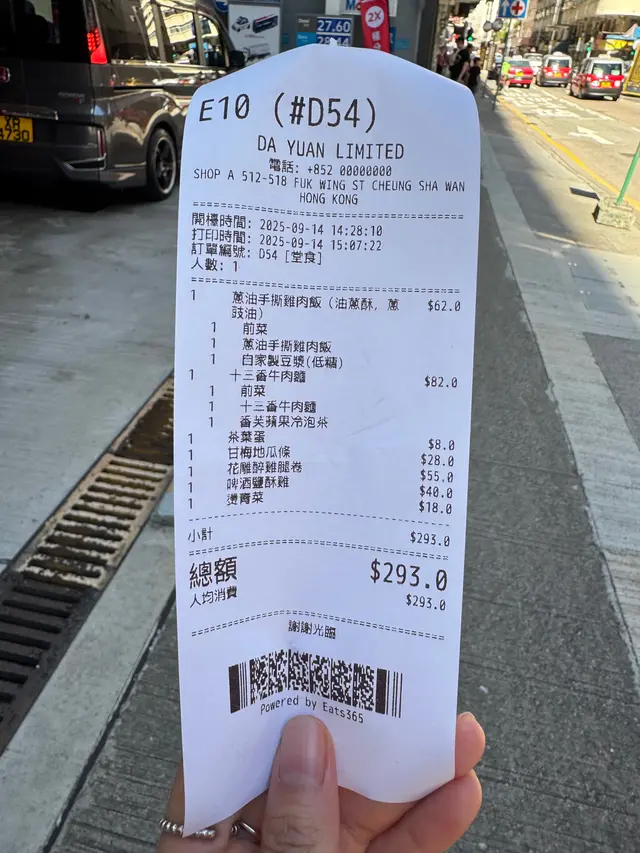 27.60
2X
E10 (#D54)
DA YUAN LIMITED
電話: +852 00000000
SHOP A 512-518 FUK WING ST CHEUNG SHA WAN
HONG KONG
開檯時間: 2025-09-14 14:28:10
打印時間: 2025-09-14 15:07:22
訂單編號: D54 [堂食]
人數: 1
1 蔥油手撕雞肉飯 (油蔥酥, 蔥豉油) $62.0
1 前菜
1 蔥油手撕雞肉飯
1 自家製豆漿(低糖)
1 十三香牛肉麵 $82.0
1 前菜
1 十三香牛肉麵
1 番芙蘋果冷泡茶
1 茶葉蛋 $8.0
1 甘梅地瓜條 $28.0
1 花雕醉雞腿卷 $55.0
1 啤酒鹽酥雞 $40.0
1 燙青菜 $18.0
小計 $293.0
總額 $293.0
人均消費 $293.0
謝謝光臨
Powered by Eats365